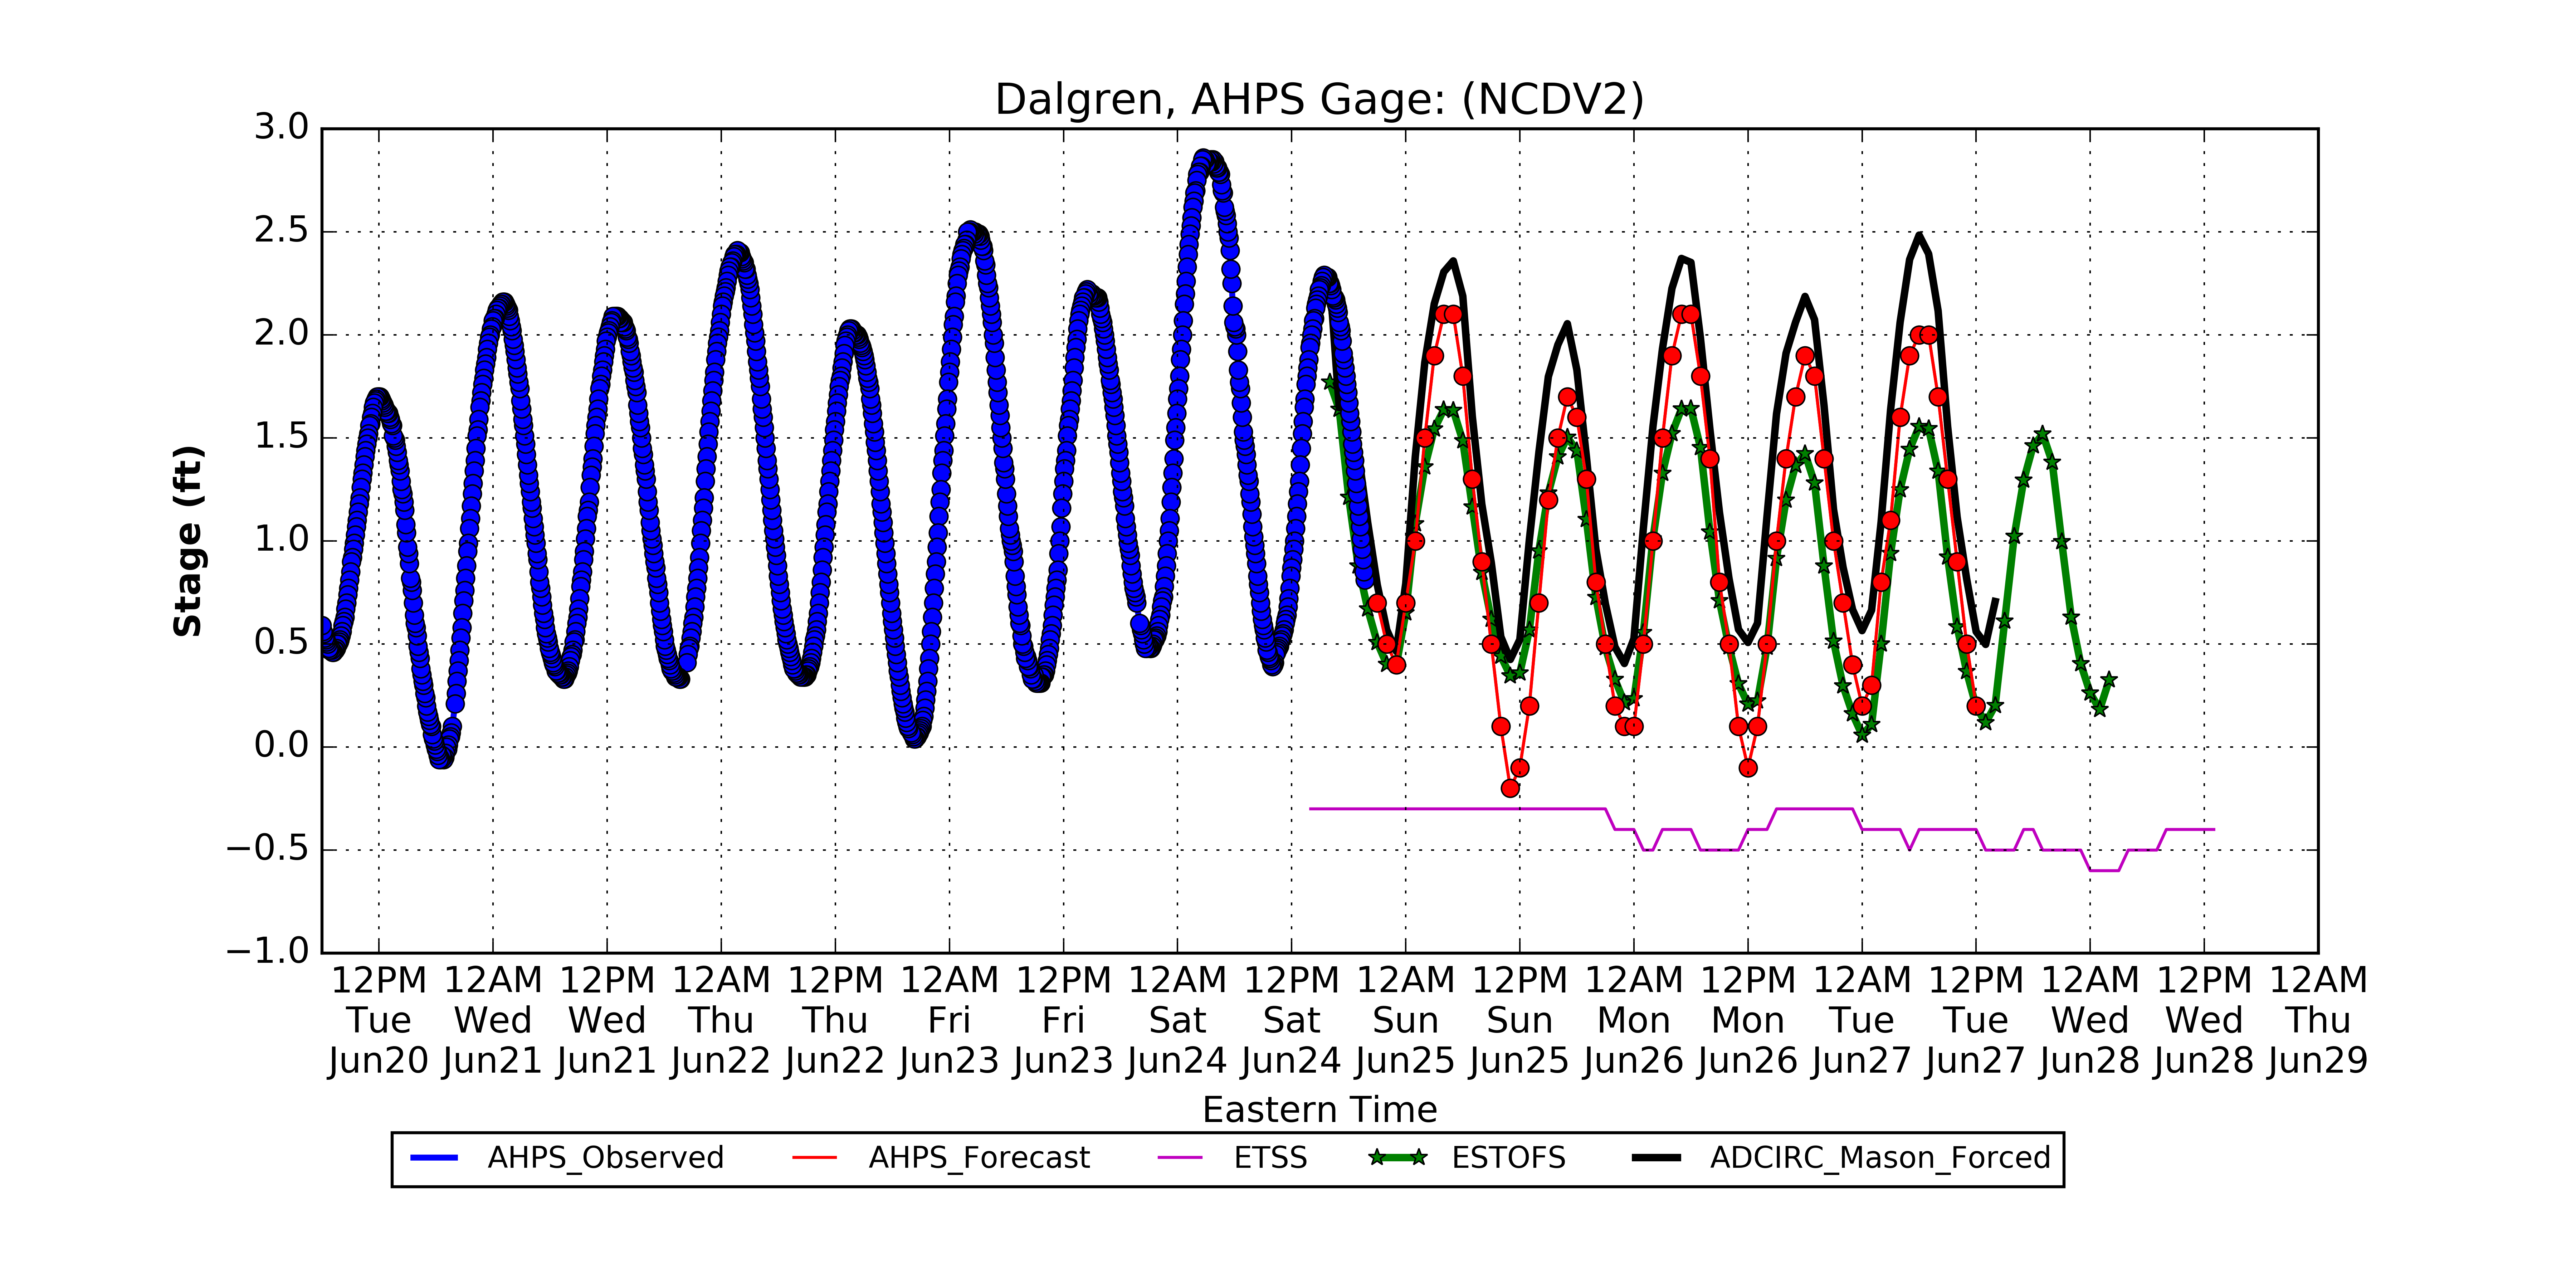 Dalgren, AHPS Gage: (NCDV2)
Stage (ft)
3.0
2.5
2.0
1.5
1.0
0.5
0.0
−0.5
−1.0
12PM 12AM 12PM 12AM 12PM 12AM 12PM 12AM 12PM 12AM 12PM 12AM 12PM 12AM 12PM 12AM 12PM 12AM
Tue Wed Wed Thu Thu Fri Fri Sat Sat Sun Sun Mon Mon Tue Tue Wed Wed Thu
Jun20 Jun21 Jun21 Jun22 Jun22 Jun23 Jun23 Jun24 Jun24 Jun25 Jun25 Jun26 Jun26 Jun27 Jun27 Jun28 Jun28 Jun29
Eastern Time
AHPS_Observed AHPS_Forecast ETSS ESTOFS ADCIRC_Mason_Forced